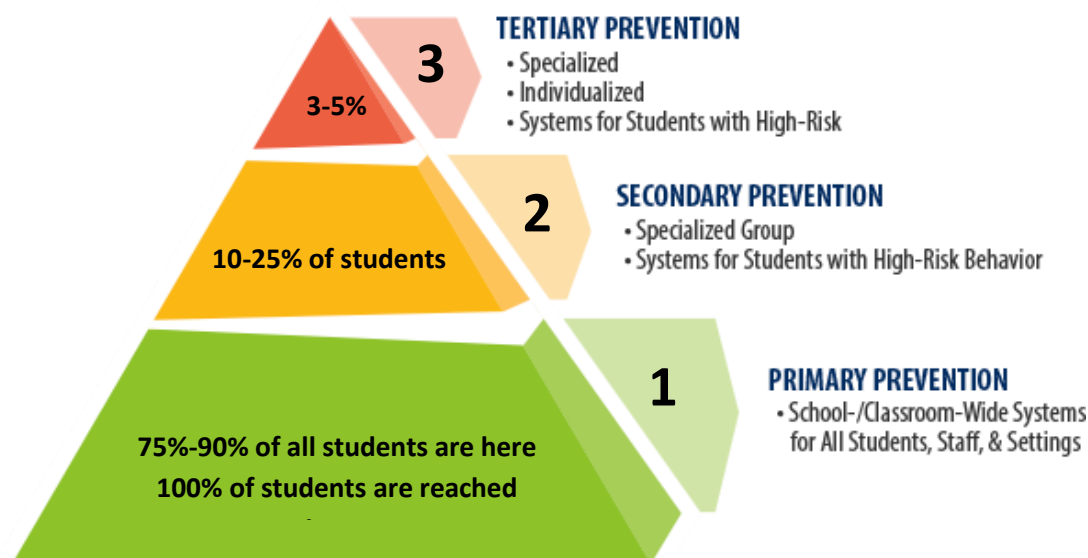 3
TERTIARY PREVENTION
• Specialized
• Individualized
• Systems for Students with High-Risk
3-5%
2
SECONDARY PREVENTION
• Specialized Group
• Systems for Students with High-Risk Behavior
10-25% of students
1
PRIMARY PREVENTION
• School-/Classroom-Wide Systems
for All Students, Staff, & Settings
75%-90% of all students are here
100% of students are reached